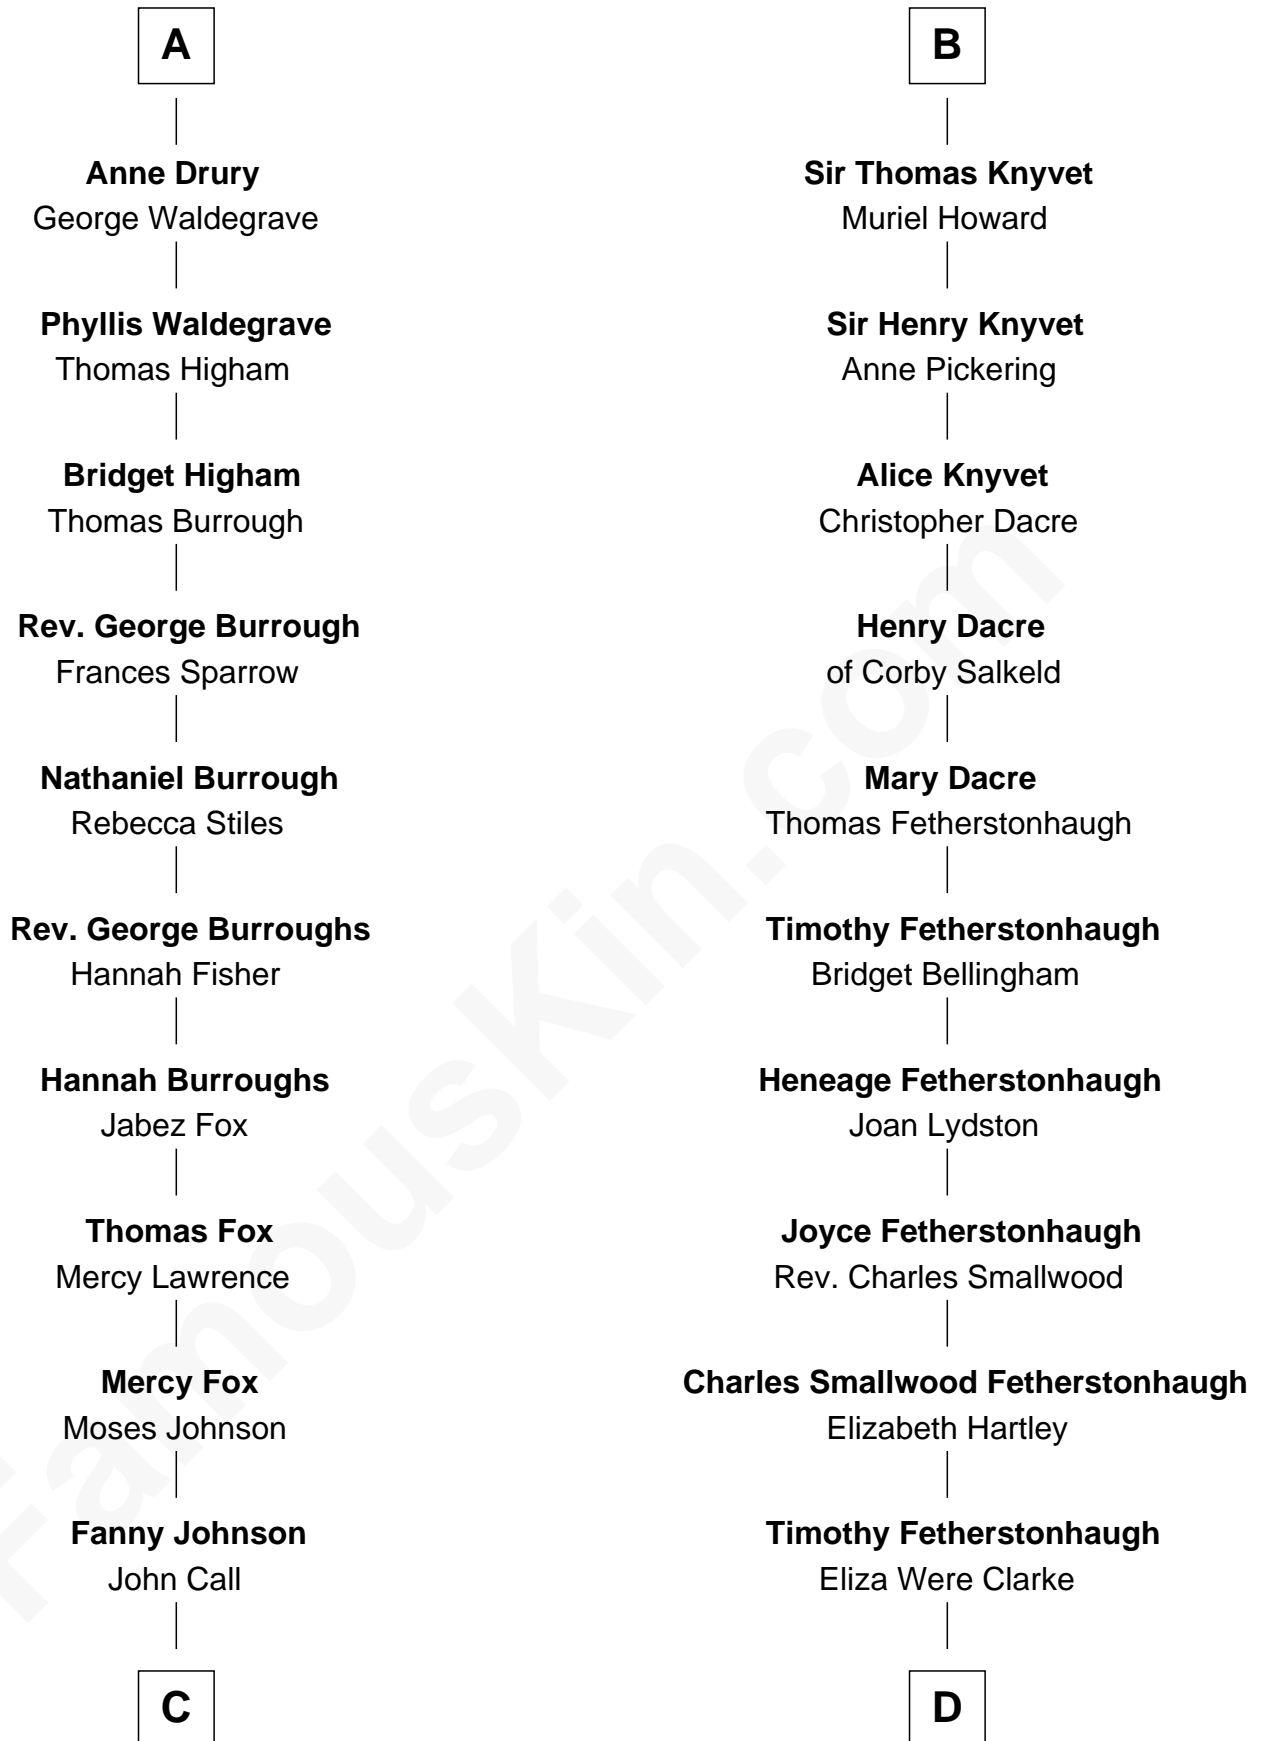 A
Anne Drury
George Waldegrave
Phyllis Waldegrave
Thomas Higham
Bridget Higham
Thomas Burrough
Rev. George Burrough
Frances Sparrow
Nathaniel Burrough
Rebecca Stiles
Rev. George Burroughs
Hannah Fisher
Hannah Burroughs
Jabez Fox
Thomas Fox
Mercy Lawrence
Mercy Fox
Moses Johnson
Fanny Johnson
John Call
C
B
Sir Thomas Knyvet
Muriel Howard
Sir Henry Knyvet
Anne Pickering
Alice Knyvet
Christopher Dacre
Henry Dacre
of Corby Salkeld
Mary Dacre
Thomas Fetherstonhaugh
Timothy Fetherstonhaugh
Bridget Bellingham
Heneage Fetherstonhaugh
Joan Lydston
Joyce Fetherstonhaugh
Rev. Charles Smallwood
Charles Smallwood Fetherstonhaugh
Elizabeth Hartley
Timothy Fetherstonhaugh
Eliza Were Clarke
D
FamousKin.com